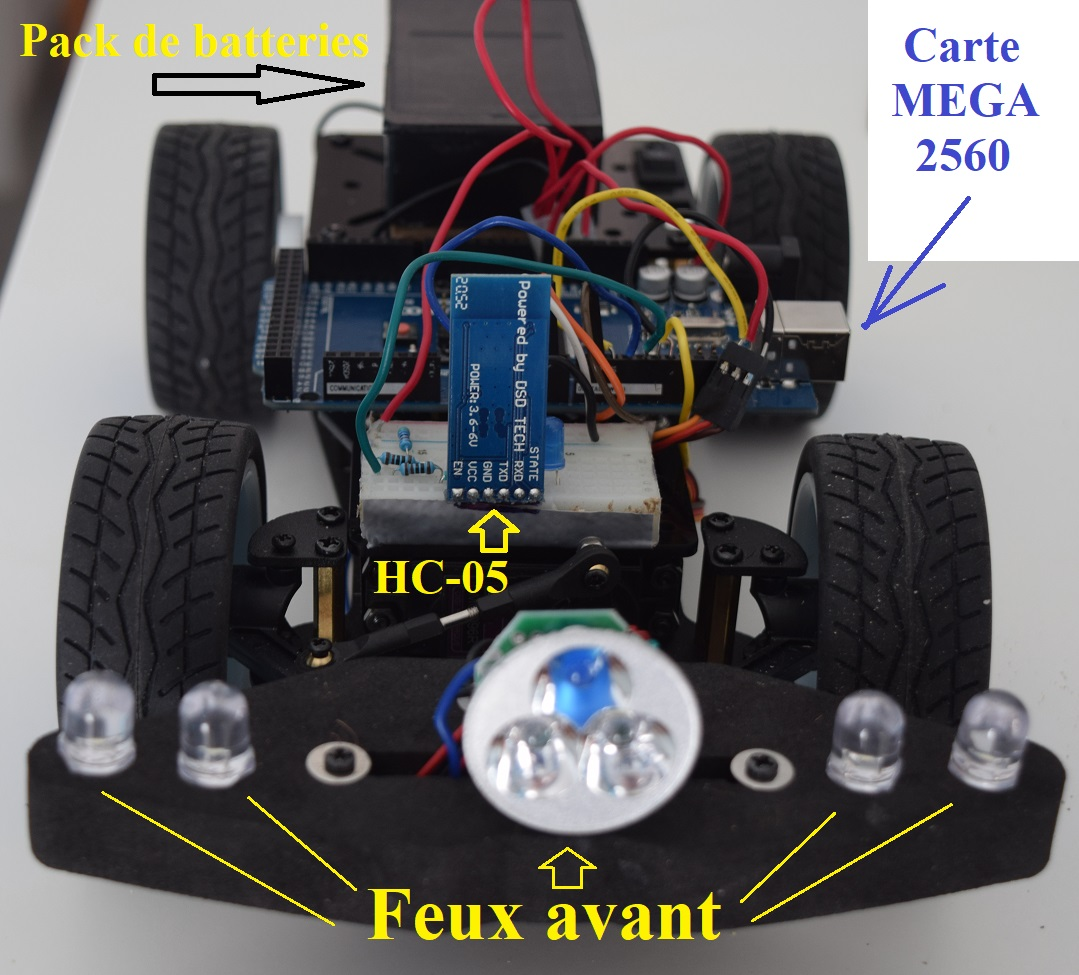 Pack de batteries
Carte
MEGA
2560
2052
Powered by DSD TECH
POWER:3.6-6V
STATE
RXD
TXD
GND
VCC
EN
HC-05
Feux avant